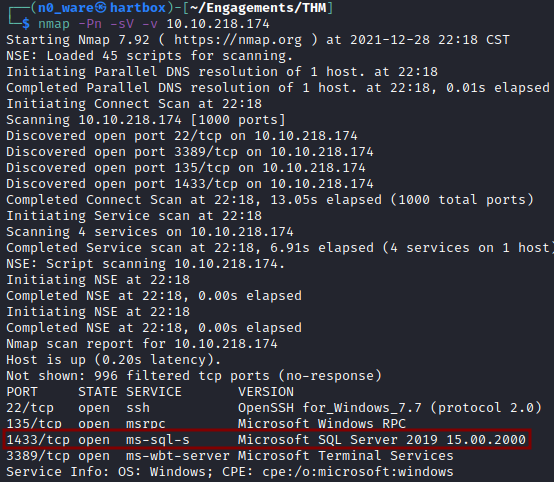 ┌──(n0_ware㉿hartbox)-[~/Engagements/THM]
└─$ nmap -Pn -sV -v 10.10.218.174
Starting Nmap 7.92 ( https://nmap.org ) at 2021-12-28 22:18 CST
NSE: Loaded 45 scripts for scanning.
Initiating Parallel DNS resolution of 1 host. at 22:18
Completed Parallel DNS resolution of 1 host. at 22:18, 0.01s elapsed
Initiating Connect Scan at 22:18
Scanning 10.10.218.174 [1000 ports]
Discovered open port 22/tcp on 10.10.218.174
Discovered open port 3389/tcp on 10.10.218.174
Discovered open port 135/tcp on 10.10.218.174
Discovered open port 1433/tcp on 10.10.218.174
Completed Connect Scan at 22:18, 13.05s elapsed (1000 total ports)
Initiating Service scan at 22:18
Scanning 4 services on 10.10.218.174
Completed Service scan at 22:18, 6.91s elapsed (4 services on 1 host)
NSE: Script scanning 10.10.218.174.
Initiating NSE at 22:18
Completed NSE at 22:18, 0.00s elapsed
Initiating NSE at 22:18
Completed NSE at 22:18, 0.00s elapsed
Nmap scan report for 10.10.218.174
Host is up (0.20s latency).
Not shown: 996 filtered tcp ports (no-response)
PORT     STATE SERVICE       VERSION
22/tcp   open  ssh           OpenSSH for_Windows_7.7 (protocol 2.0)
135/tcp  open  msrpc         Microsoft Windows RPC
1433/tcp open  ms-sql-s      Microsoft SQL Server 2019 15.00.2000
3389/tcp open  ms-wbt-server Microsoft Terminal Services
Service Info: OS: Windows; CPE: cpe:/o:microsoft:windows